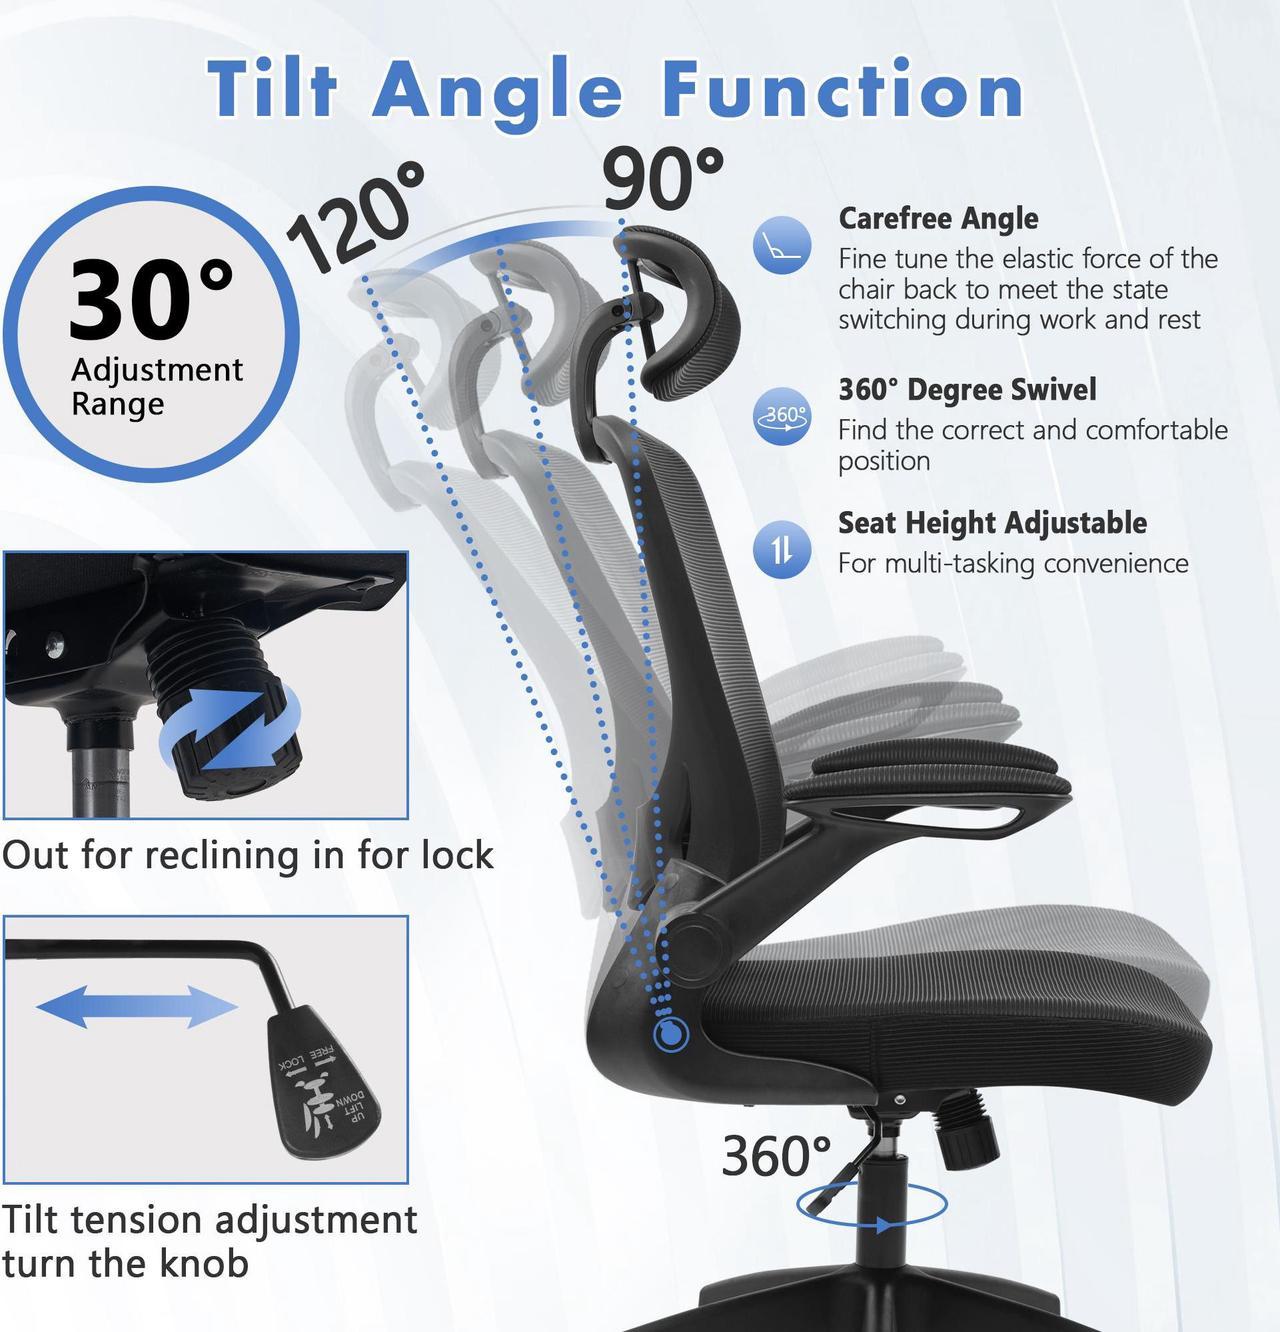 Tilt Angle Function
120°
90°
30°
Adjustment
Range
Carefree Angle
Fine tune the elastic force of the
chair back to meet the state
switching during work and rest
360°
360° Degree Swivel
Find the correct and comfortable
position
Seat Height Adjustable
For multi-tasking convenience
Out for reclining in for lock
FREE
LOCK
UP
LIFT
DOWN
Tilt tension adjustment
turn the knob
360°